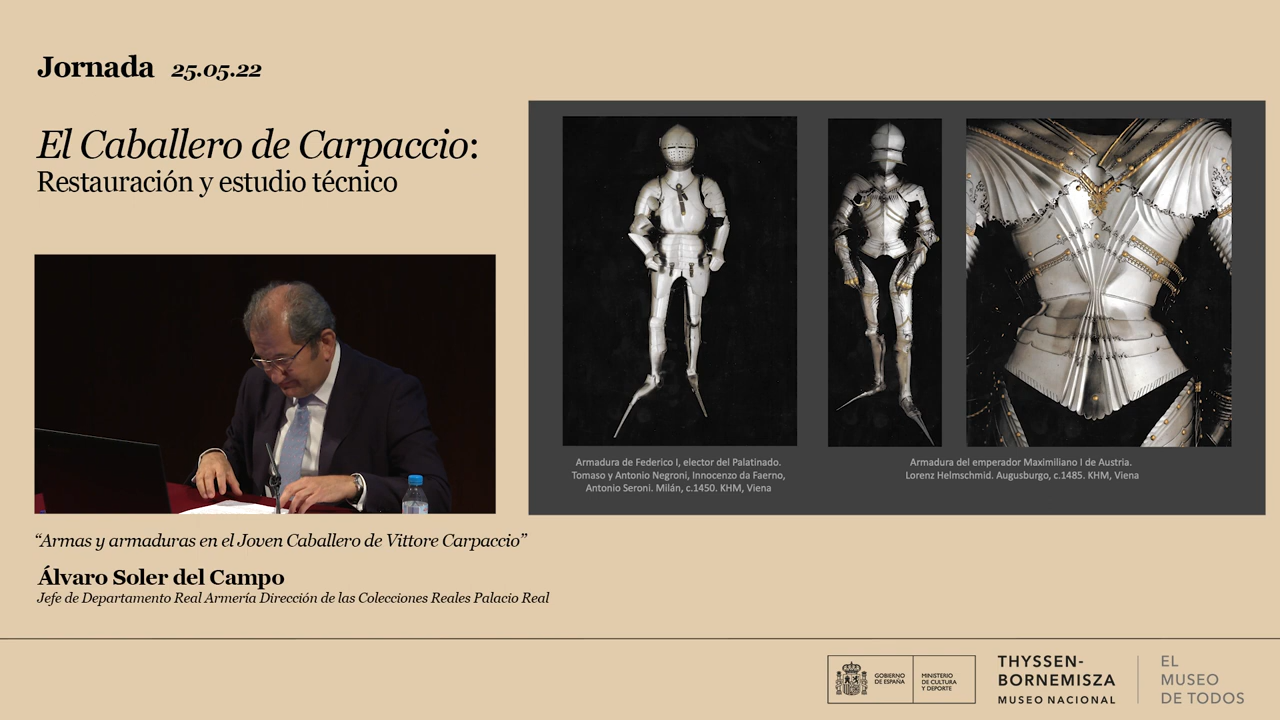 Jornada 25.05.22
El Caballero de Carpaccio:
Restauración y estudio técnico
Armadura de Federico I, elector del Palatinado.
Tomaso y Antonio Negroni, Innocenzo da Faerno,
Antonio Seroni. Milán, c.1450. KHM, Viena
Armadura del emperador Maximiliano I de Austria.
Lorenz Helmschmid. Augusburgo, c.1485. KHM, Viena
“Armas y armaduras en el Joven Caballero de Vittore Carpaccio”
Álvaro Soler del Campo
Jefe de Departamento Real Armería Dirección de las Colecciones Reales Palacio Real
GOBIERNO
DE ESPAÑA
MINISTERIO
DE CULTURA
Y DEPORTE
THYSSEN-
BORNEMISZA
MUSEO NACIONAL
EL
MUSEO
DE TODOS